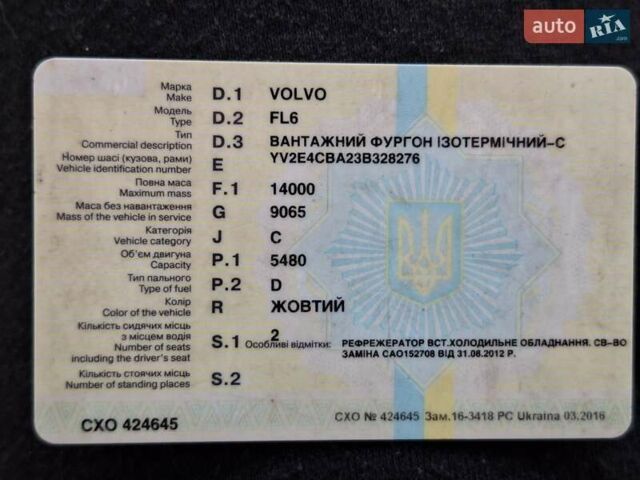 auto RIA.com
Марка
Make D.1 VOLVO
Модель
Type D.2 FL6
Тип
Commercial description D.3 ВАНТАЖНИЙ ФУРГОН ІЗОТЕРМІЧНИЙ-С
Номер шасі (кузова, рами)
Vehicle identification number E YV2E4CBA23B328276
Повна маса
Maximum mass F.1 14000
Маса без навантаження
Mass of the vehicle in service G 9065
Категорія
Vehicle category J C
Об'єм двигуна
Capacity P.1 5480
Тип пального
Type of fuel P.2 D
Колір
Color of the vehicle R ЖОВТИЙ
Кількість сидячих місць
з місцем водія
Number of seats
including the driver's seat S.1 2
Особливі відмітки: РЕФРЕЖЕРАТОР ВСТ.ХОЛОДИЛЬНЕ ОБЛАДНАННЯ. СВ-ВО
ЗАМІНА САО152708 ВІД 31.08.2012 Р.
Кількість стоячих місць
Number of standing places S.2
СХО 424645
СХО № 424645 Зам.16-3418 PC Ukraina 03.2016